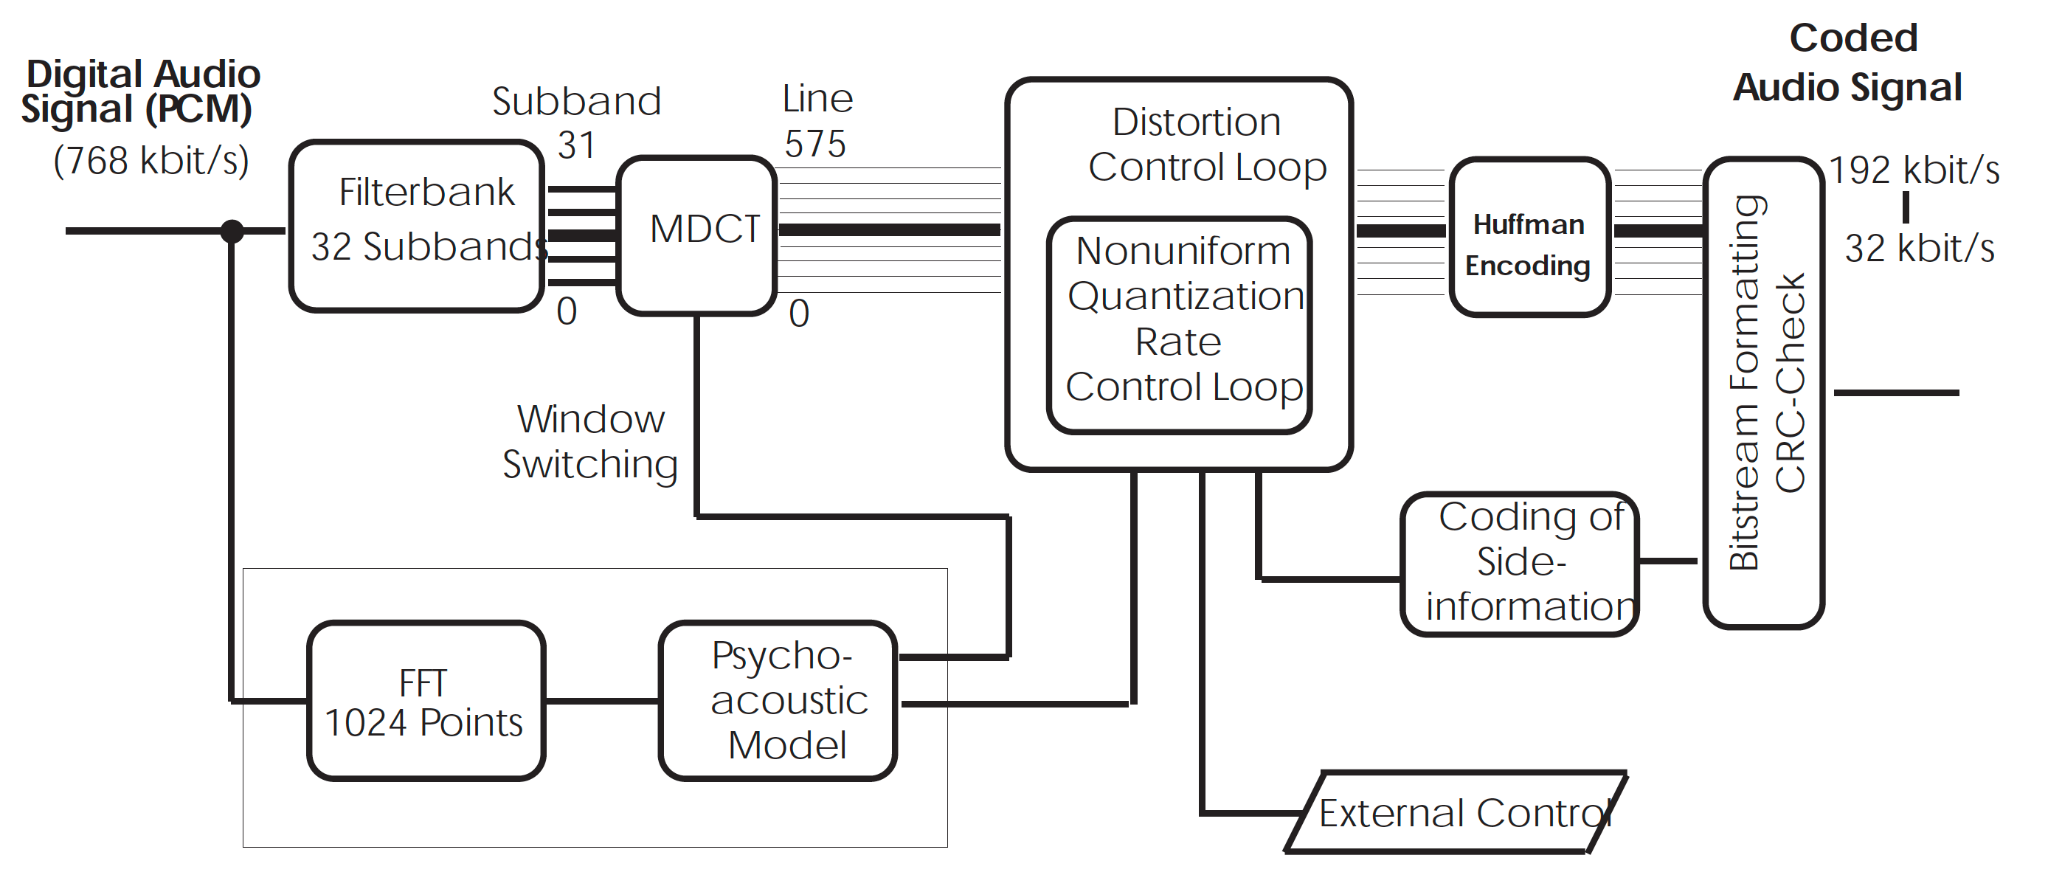 Digital Audio
Signal (PCM)
(768 kbit/s)
Filterbank
32 Subbands
Subband
31
0
MDCT
Line
575
0
Window
Switching
Distortion
Control Loop
Nonuniform
Quantization
Rate
Control Loop
Huffman
Encoding
Coded
Audio Signal
192 kbit/s
32 kbit/s
Bitstream Formatting
CRC-Check
Coding of
Side-
information
FFT
1024 Points
Psycho-
acoustic
Model
External Control